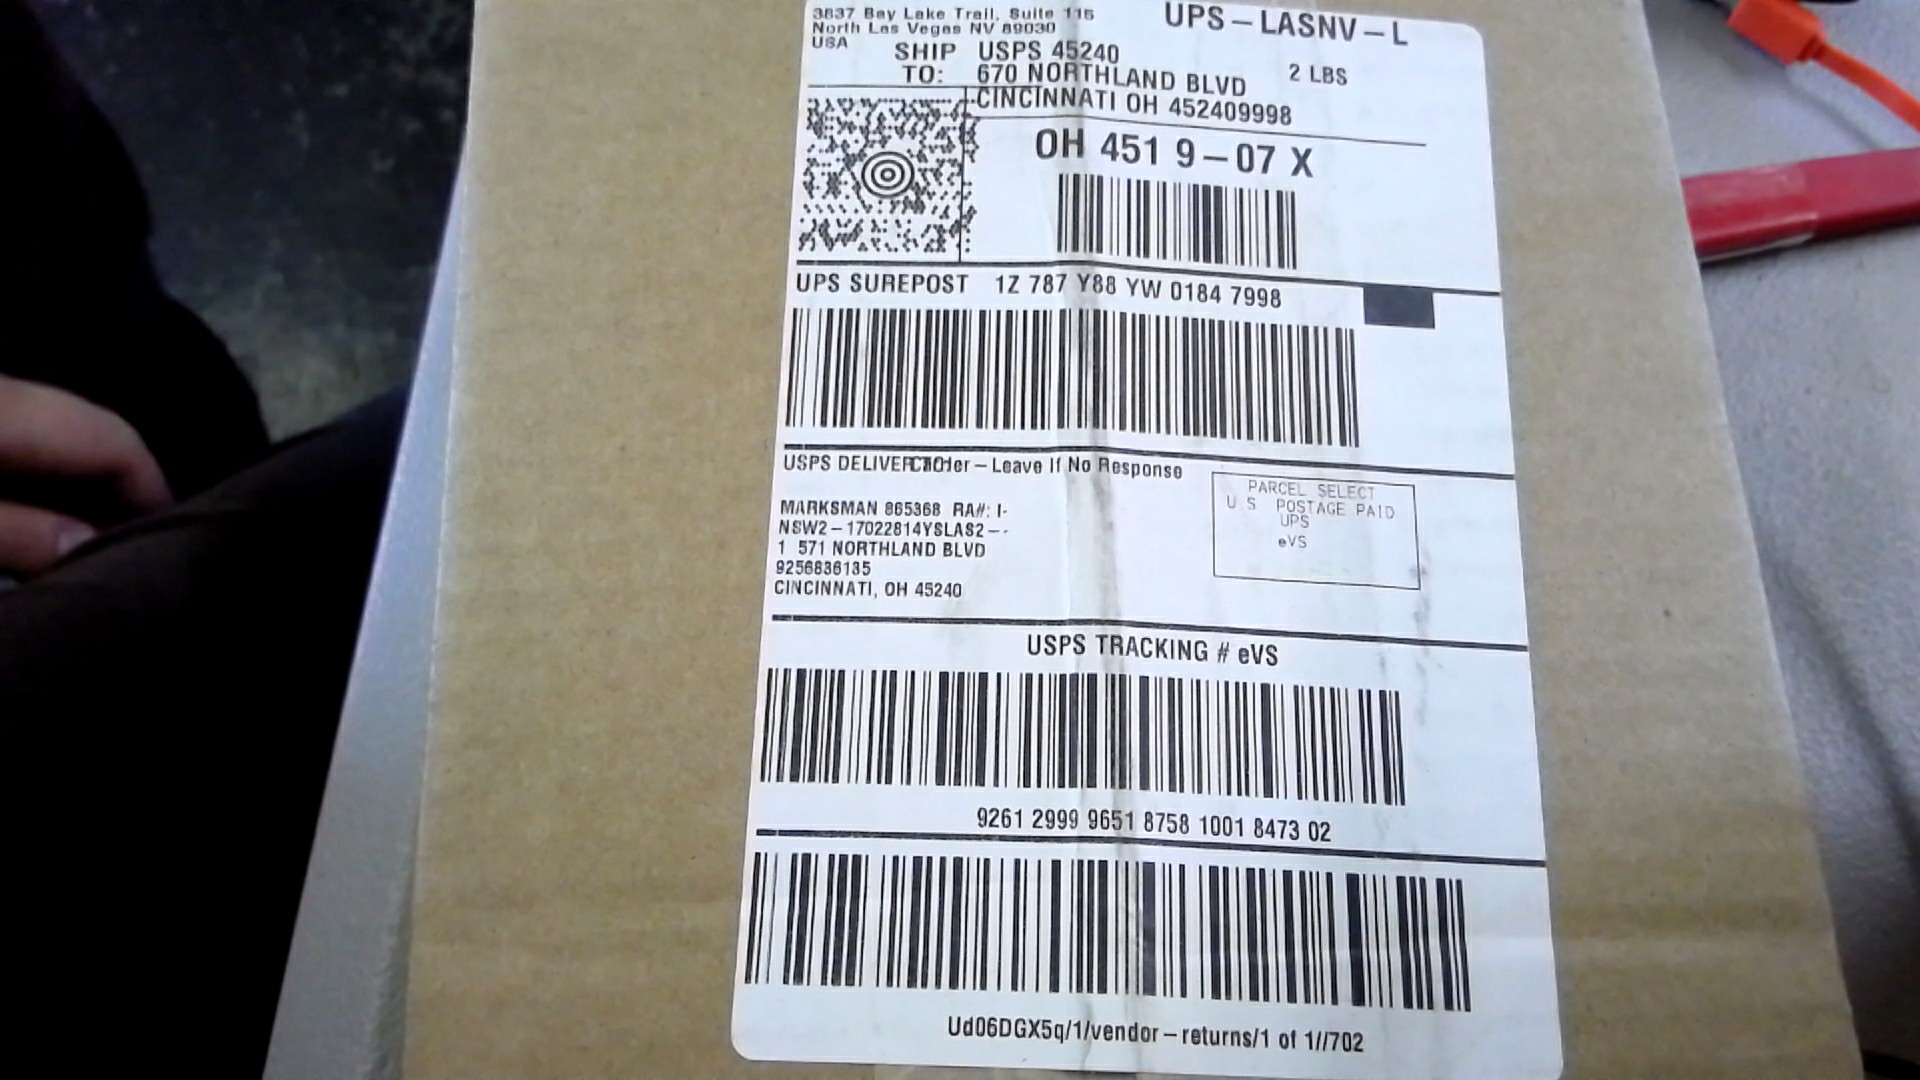 3837 Bay Lake Trail, Suite 115
North Las Vegas NV 89030
USA
UPS-LASNV-L
2 LBS
SHIP TO:
USPS 45240
670 NORTHLAND BLVD
CINCINNATI OH 452409998
OH 451 9-07 X
UPS SUREPOST 1Z 787 Y88 YW 0184 7998
USPS DELIVER - Leave If No Response
PARCEL SELECT
U S POSTAGE PAID
UPS
eVS
MARKSMAN 865368 RA#: I-
NSW2-17022814YSLAS2--
1 571 NORTHLAND BLVD
9256836135
CINCINNATI, OH 45240
USPS TRACKING # eVS
9261 2999 9651 8758 1001 8473 02
Ud06DGX5q/1/vendor-returns/1 of 1//702